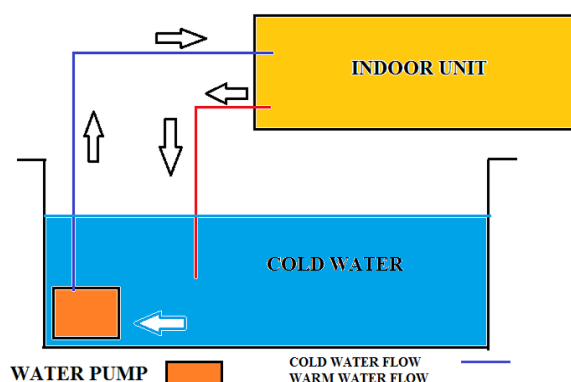 INDOOR UNIT
COLD WATER
WATER PUMP
COLD WATER FLOW
WARM WATER FLOW